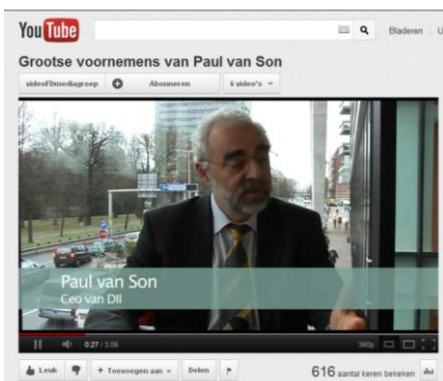 YouTube
Bladeren
U
Grootse voornemens van Paul van Son
videoFDmediagroep
Abonneren
6 video's
Paul van Son
Ceo van DII
0:27 / 3:06
360p
Leuk
+ Toevoegen aan
Delen
616 aantal keren bekeken